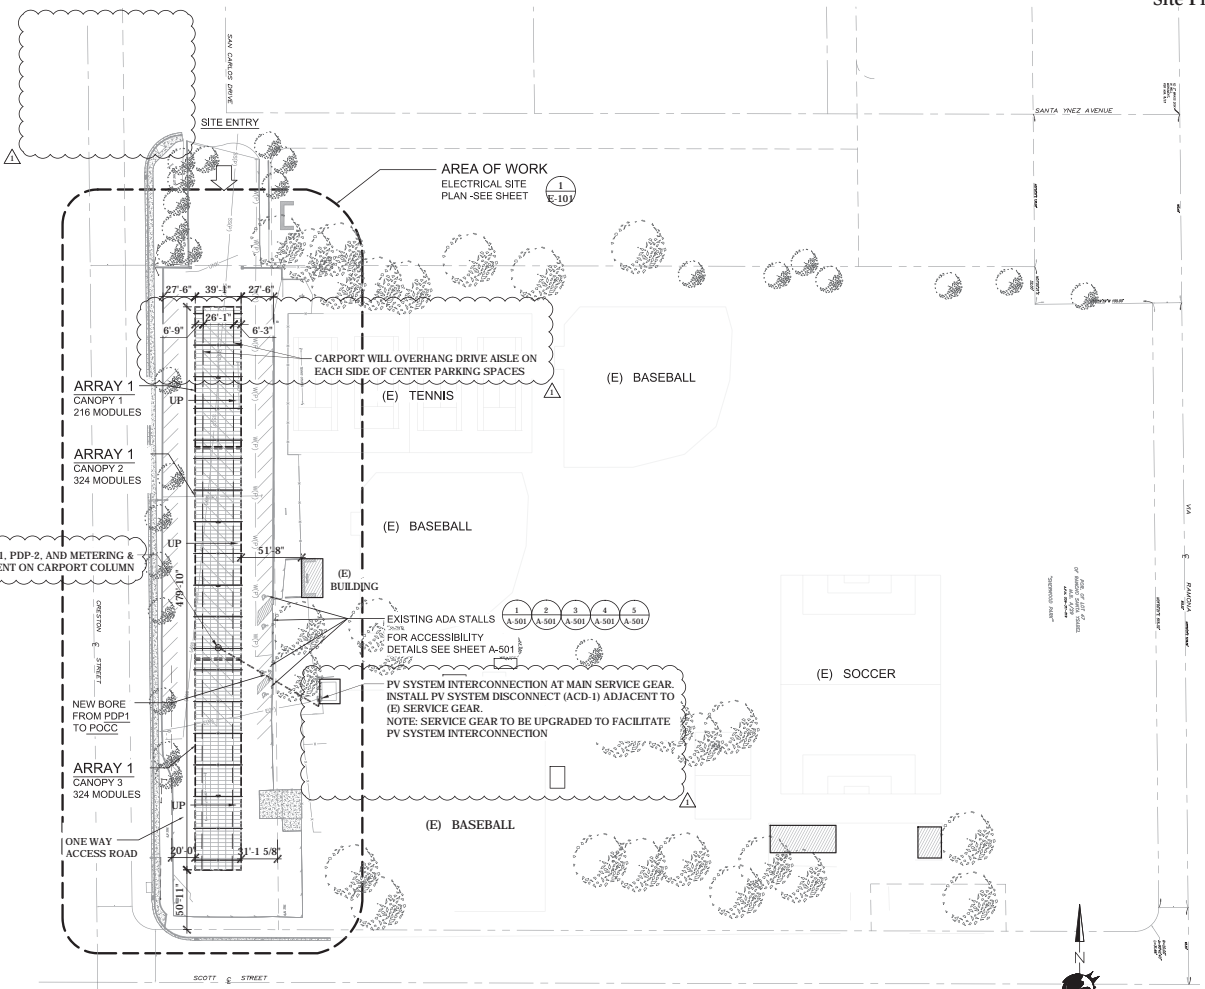 Site Pl
SAN CARLOS DRIVE
SANTA YNEZ AVENUE
SITE ENTRY
1
AREA OF WORK
ELECTRICAL SITE
PLAN -SEE SHEET
1
E-101
27'-6" 39'-1" 27'-6"
26'-1"
6'-9" 6'-3"
CARPORT WILL OVERHANG DRIVE AISLE ON
EACH SIDE OF CENTER PARKING SPACES
1
(E) BASEBALL
(E) TENNIS
ARRAY 1
CANOPY 1
216 MODULES
UP
ARRAY 1
CANOPY 2
324 MODULES
(E) BASEBALL
UP
51'-8"
1, PDP-2, AND METERING &
ENT ON CARPORT COLUMN
479'-10"
(E)
BUILDING
CRESTON ℄ STREET
EXISTING ADA STALLS
FOR ACCESSIBILITY
DETAILS SEE SHEET A-501
1 2 3 4 5
A-501 A-501 A-501 A-501 A-501
VIA ℄ RAMONA
(E) SOCCER
PV SYSTEM INTERCONNECTION AT MAIN SERVICE GEAR.
INSTALL PV SYSTEM DISCONNECT (ACD-1) ADJACENT TO
(E) SERVICE GEAR.
NOTE: SERVICE GEAR TO BE UPGRADED TO FACILITATE
PV SYSTEM INTERCONNECTION
1
NEW BORE
FROM PDP1
TO POCC
ARRAY 1
CANOPY 3
324 MODULES
UP
(E) BASEBALL
ONE WAY
ACCESS ROAD
20'-0" 31'-1 5/8"
50'-11"
N
SCOTT ℄ STREET